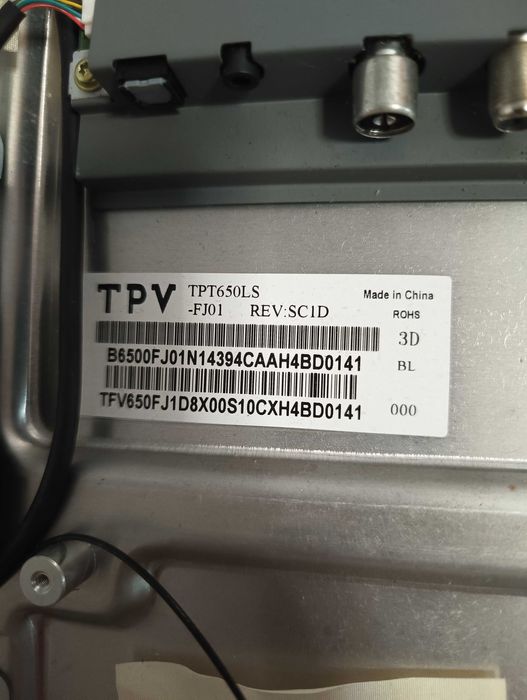 TPV TPT650LS
-FJ01 REV:SC1D
Made in China
ROHS
3D
B6500FJ01N14394CAAH4BD0141
BL
TFV650FJ1D8X00S10CXH4BD0141
000